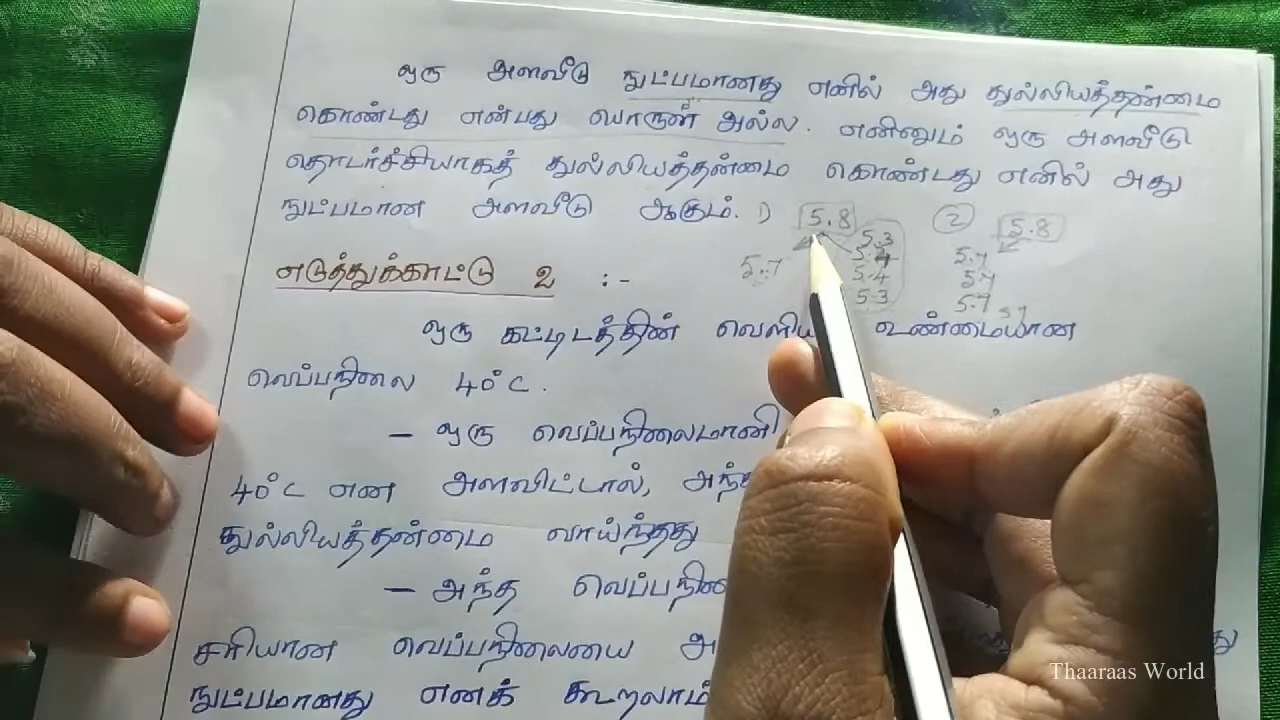 ஒரு அளவீடு நுட்பமானது எனில் அது துல்லியத்தன்மை
கொண்டது என்பது பொருள் அல்ல. எனினும் ஒரு அளவீடு
தொடர்ச்சியாகத் துல்லியத்தன்மை கொண்டது எனில் அது
நுட்பமான அளவீடு ஆகும். 1) 5.8 ② 5.8
5.7 5.3 5.7
5.4 5.7
5.4 5.7 57
5.3
எடுத்துக்காட்டு 2 :-
ஒரு கட்டிடத்தின் வெளியே உண்மையான
வெப்பநிலை 40°C.
– ஒரு வெப்பநிலைமானி
40°C என அளவிட்டால்,
துல்லியத்தன்மை வாய்ந்தது
– அந்த
சரியான வெப்பநிலையை
நுட்பமானது எனக் கூறலாம்
Thaaraas World